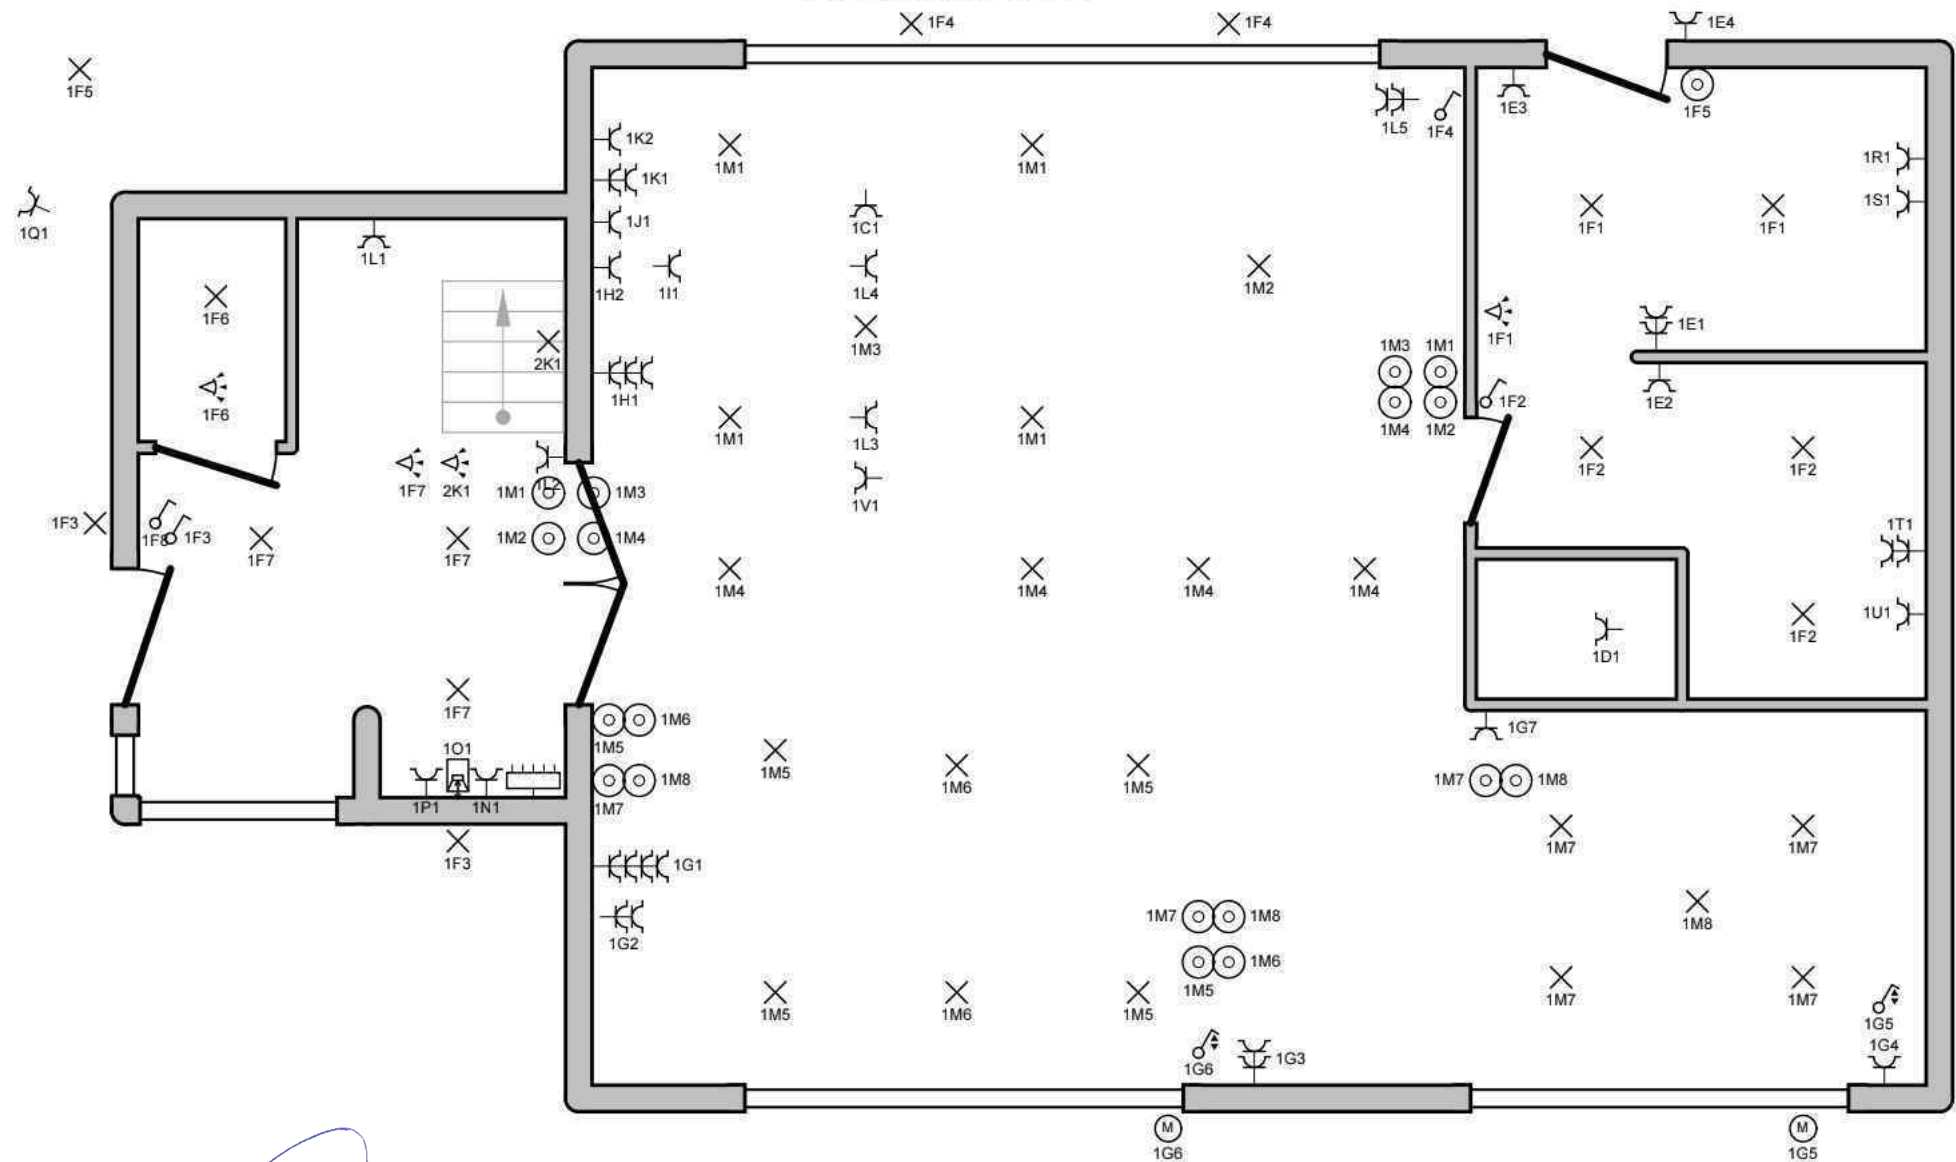 1F4 1F4 1E4
1F5
1E3 1F5
1L5 1F4
1K2 1M1 1M1 1R1
1K1
1Q1 1J1 1C1 1S1 1F1 1F1
1L1
1H2 1I1 1L4 1M2
1F6 1M3 1F1 1E1
2K1 1M3 1M1
1F6 1H1 1F2 1E2
1M1 1L3 1M1 1M4 1M2
1F7 2K1 1L2 1F2 1F2
1M1 1M3 1V1
1F3 1F8 1F3 1F7 1F7 1M2 1M4 1T1
1M4 1M4 1M4 1M4
1U1 1F2
1D1
1F7 1M6 1G7
1O1 1M5 1M5 1M6 1M5
1P1 1N1 1M7 1M8 1M7 1M8
1F3 1M7 1M7
1G1
1G2 1M7 1M8 1M8
1M6
1M5
1M5 1M6 1M5 1M7 1M7
1G5
1G6 1G3 1G4
M M
1G6 1G5